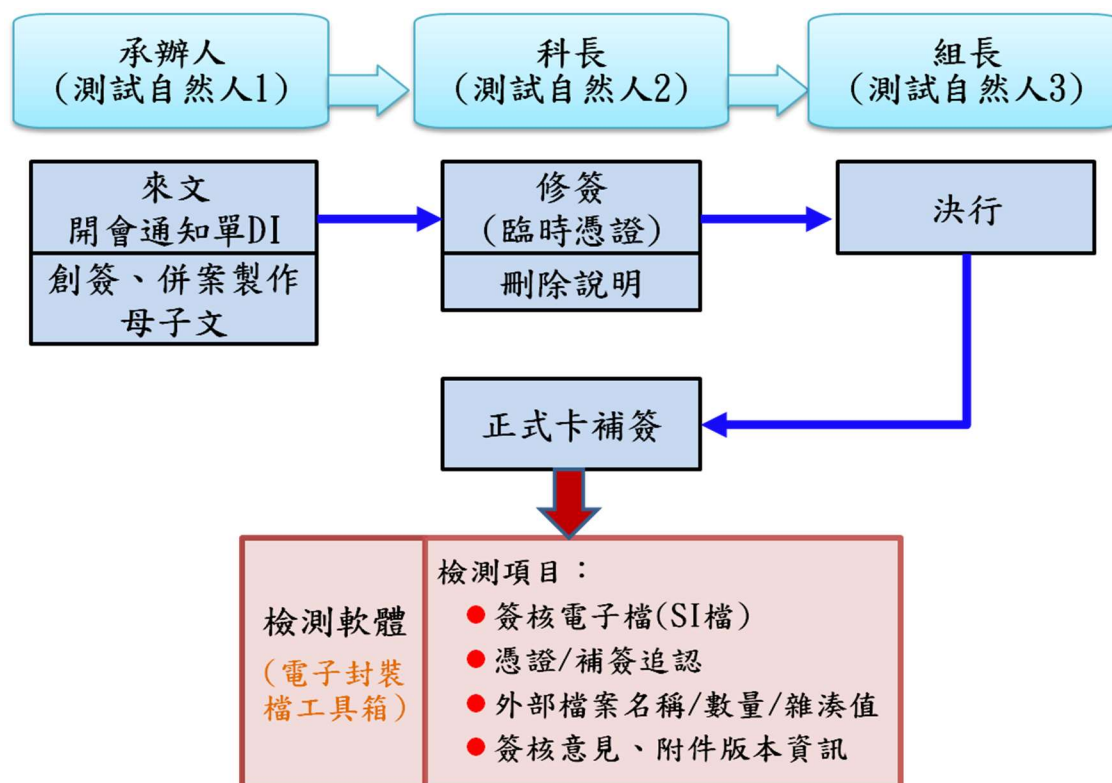 承辦人
(測試自然人1)
科長
(測試自然人2)
組長
(測試自然人3)
來文
開會通知單DI
創簽、併案製作
母子文
修簽
(臨時憑證)
刪除說明
決行
正式卡補簽
檢測軟體
(電子封裝
檔工具箱)
檢測項目：
●簽核電子檔(SI檔)
●憑證/補簽追認
●外部檔案名稱/數量/雜湊值
●簽核意見、附件版本資訊